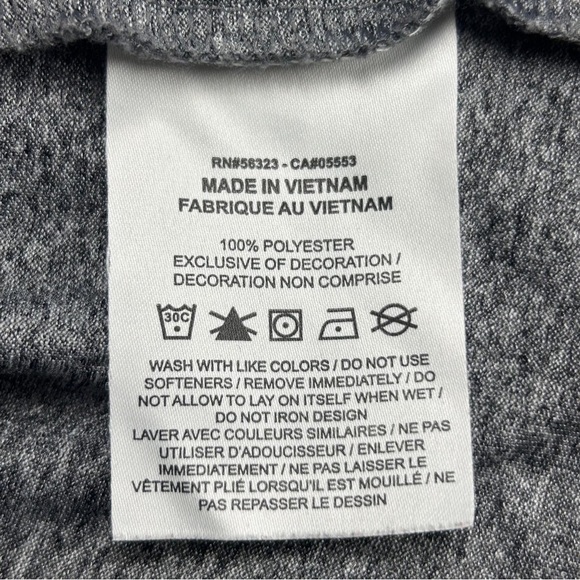 RN#56323 - CA#05553
MADE IN VIETNAM
FABRIQUE AU VIETNAM
100% POLYESTER
EXCLUSIVE OF DECORATION /
DECORATION NON COMPRISE
30C
WASH WITH LIKE COLORS / DO NOT USE
SOFTENERS / REMOVE IMMEDIATELY / DO
NOT ALLOW TO LAY ON ITSELF WHEN WET /
DO NOT IRON DESIGN
LAVER AVEC COULEURS SIMILAIRES / NE PAS
UTILISER D'ADOUCISSEUR / ENLEVER
IMMEDIATEMENT / NE PAS LAISSER LE
VÊTEMENT PLIÉ LORSQU'IL EST MOUILLÉ / NE
PAS REPASSER LE DESSIN